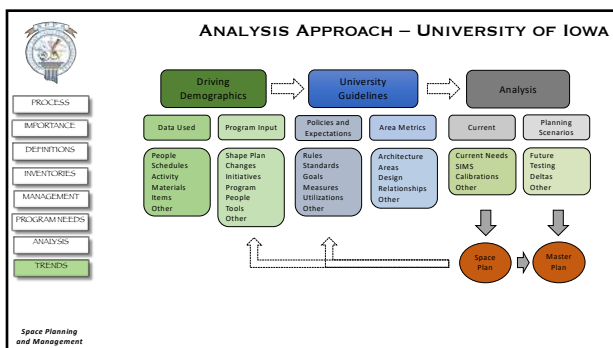 ANALYSIS APPROACH – UNIVERSITY OF IOWA
PROCESS
IMPORTANCE
DEFINITIONS
INVENTORIES
MANAGEMENT
PROGRAM NEEDS
ANALYSIS
TRENDS
Space Planning
and Management
Driving
Demographics
University
Guidelines
Analysis
Data Used
Program Input
Policies and
Expectations
Area Metrics
Current
Planning
Scenarios
People
Schedules
Activity
Materials
Items
Other
Shape Plan
Changes
Initiatives
Program
People
Tools
Other
Rules
Standards
Goals
Measures
Utilizations
Other
Architecture
Areas
Design
Relationships
Other
Current Needs
SIMS
Calibrations
Other
Future
Testing
Deltas
Other
Space
Plan
Master
Plan